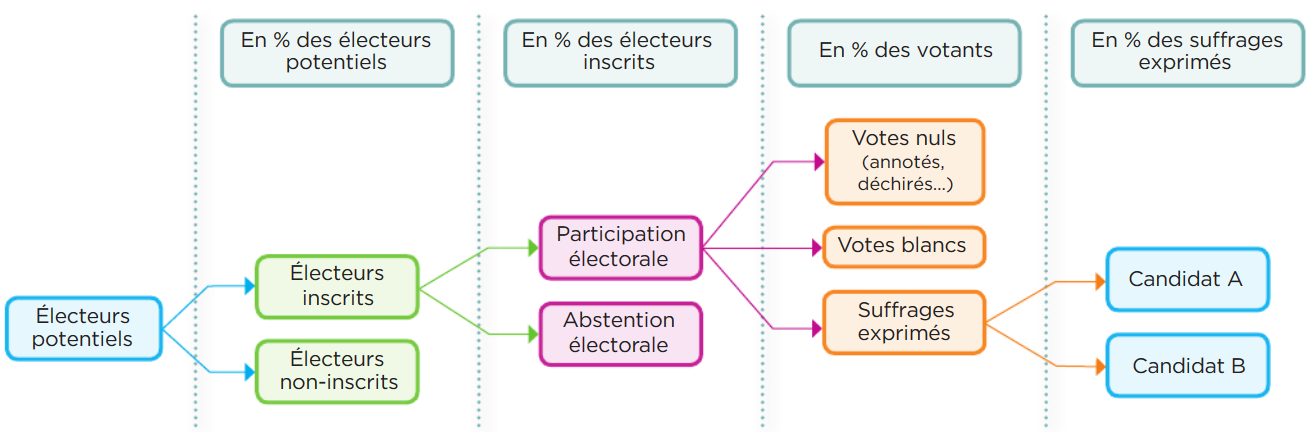 En % des électeurs
potentiels
En % des électeurs
inscrits
En % des votants
En % des suffrages
exprimés
Électeurs
potentiels
Électeurs
inscrits
Électeurs
non-inscrits
Participation
électorale
Abstention
électorale
Votes nuls
(annotés,
déchirés...)
Votes blancs
Suffrages
exprimés
Candidat A
Candidat B